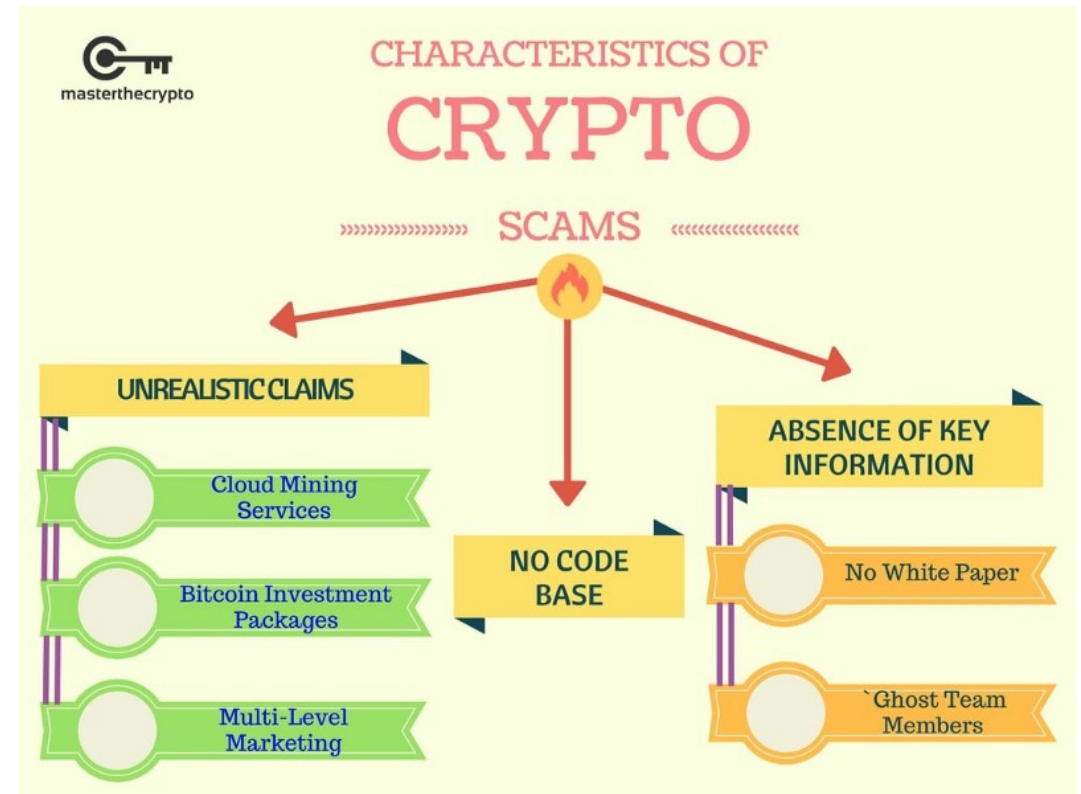 masterthecrypto
CHARACTERISTICS OF
CRYPTO
SCAMS
UNREALISTIC CLAIMS
Cloud Mining
Services
Bitcoin Investment
Packages
Multi-Level
Marketing
NO CODE
BASE
ABSENCE OF KEY
INFORMATION
No White Paper
`Ghost Team
Members